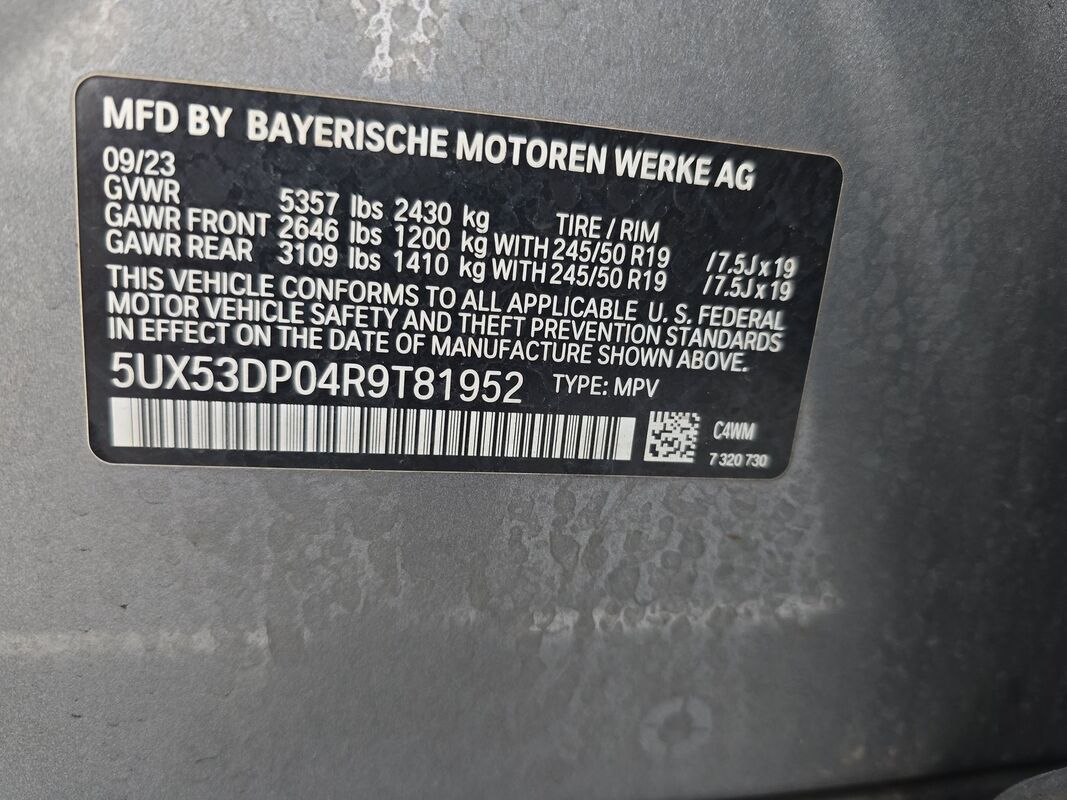 MFD BY BAYERISCHE MOTOREN WERKE AG
09/23
GVWR 5357 lbs 2430 kg TIRE / RIM
GAWR FRONT 2646 lbs 1200 kg WITH 245/50 R19 /7.5J x 19
GAWR REAR 3109 lbs 1410 kg WITH 245/50 R19 /7.5J x 19
THIS VEHICLE CONFORMS TO ALL APPLICABLE U. S. FEDERAL
MOTOR VEHICLE SAFETY AND THEFT PREVENTION STANDARDS
IN EFFECT ON THE DATE OF MANUFACTURE SHOWN ABOVE.
5UX53DP04R9T81952 TYPE: MPV
C4WM
7 320 730